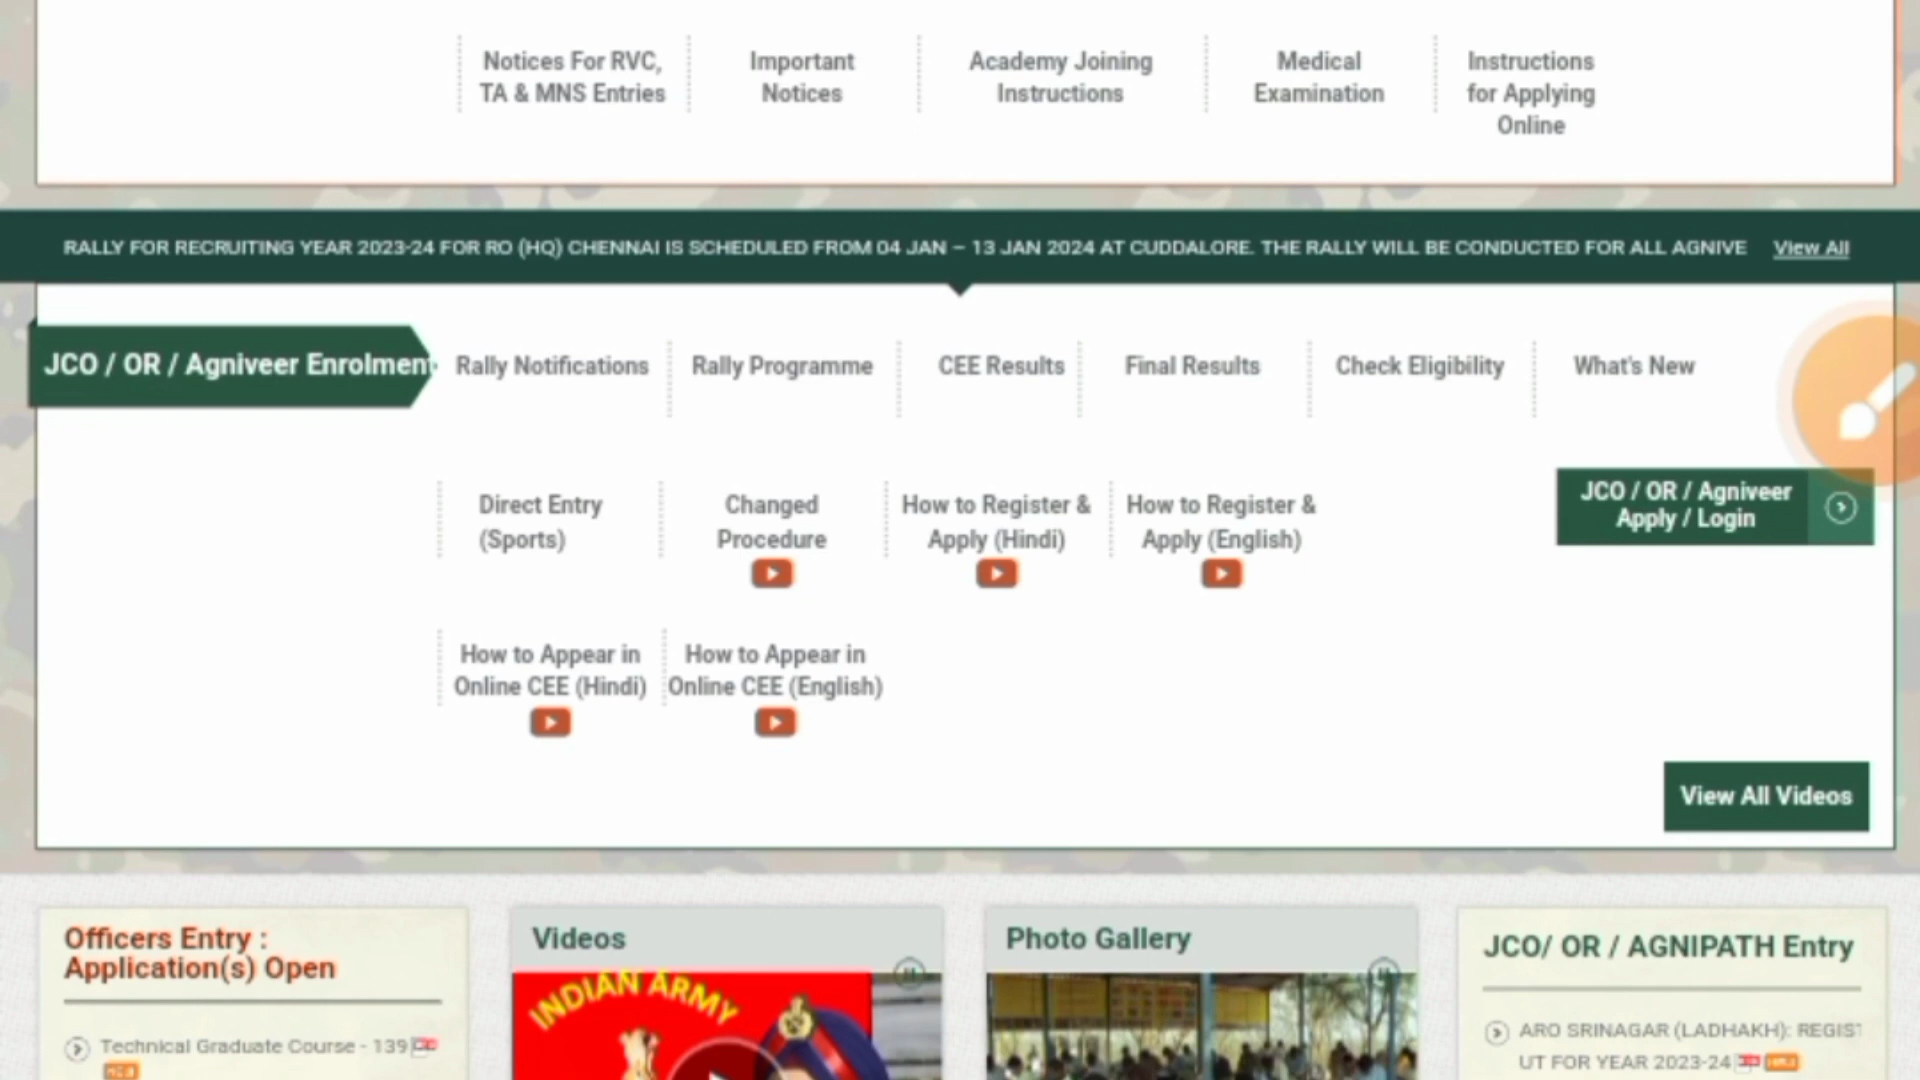 Notices For RVC,
TA & MNS Entries
Important
Notices
Academy Joining
Instructions
Medical
Examination
Instructions
for Applying
Online
RALLY FOR RECRUITING YEAR 2023-24 FOR RO (HQ) CHENNAI IS SCHEDULED FROM 04 JAN – 13 JAN 2024 AT CUDDALORE. THE RALLY WILL BE CONDUCTED FOR ALL AGNIVE View All
JCO / OR / Agniveer Enrolment
Rally Notifications
Rally Programme
CEE Results
Final Results
Check Eligibility
What's New
Direct Entry
(Sports)
Changed
Procedure
How to Register &
Apply (Hindi)
How to Register &
Apply (English)
JCO / OR / Agniveer
Apply / Login
How to Appear in
Online CEE (Hindi)
How to Appear in
Online CEE (English)
View All Videos
Officers Entry :
Application(s) Open
Technical Graduate Course - 139
Videos
INDIAN ARMY
Photo Gallery
JCO/ OR / AGNIPATH Entry
ARO SRINAGAR (LADHAKH): REGIST
UT FOR YEAR 2023-24